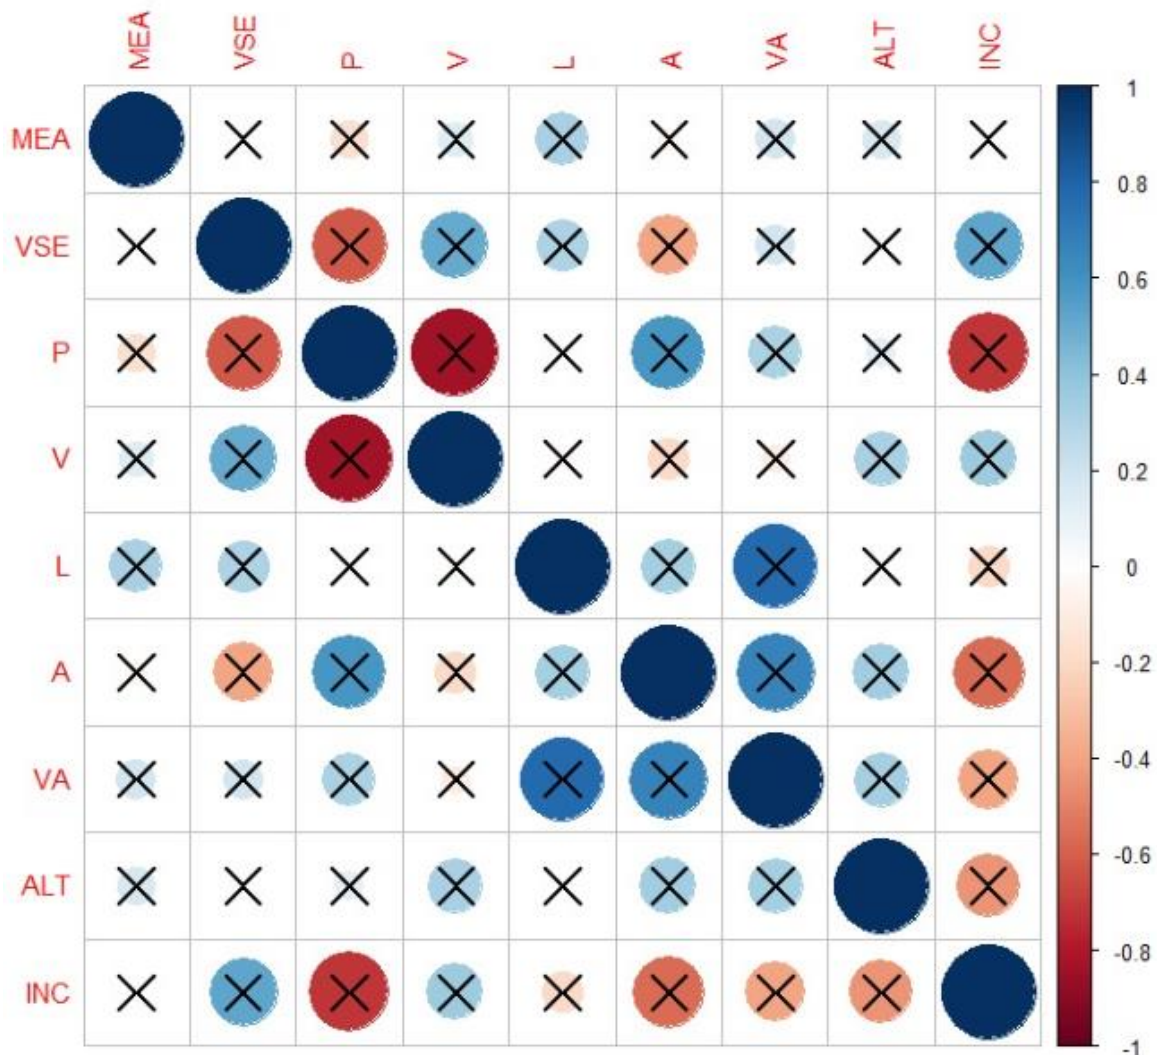 MEA VSE P V L A VA ALT INC
MEA
VSE
P
V
L
A
VA
ALT
INC
1
0.8
0.6
0.4
0.2
0
-0.2
-0.4
-0.6
-0.8
-1